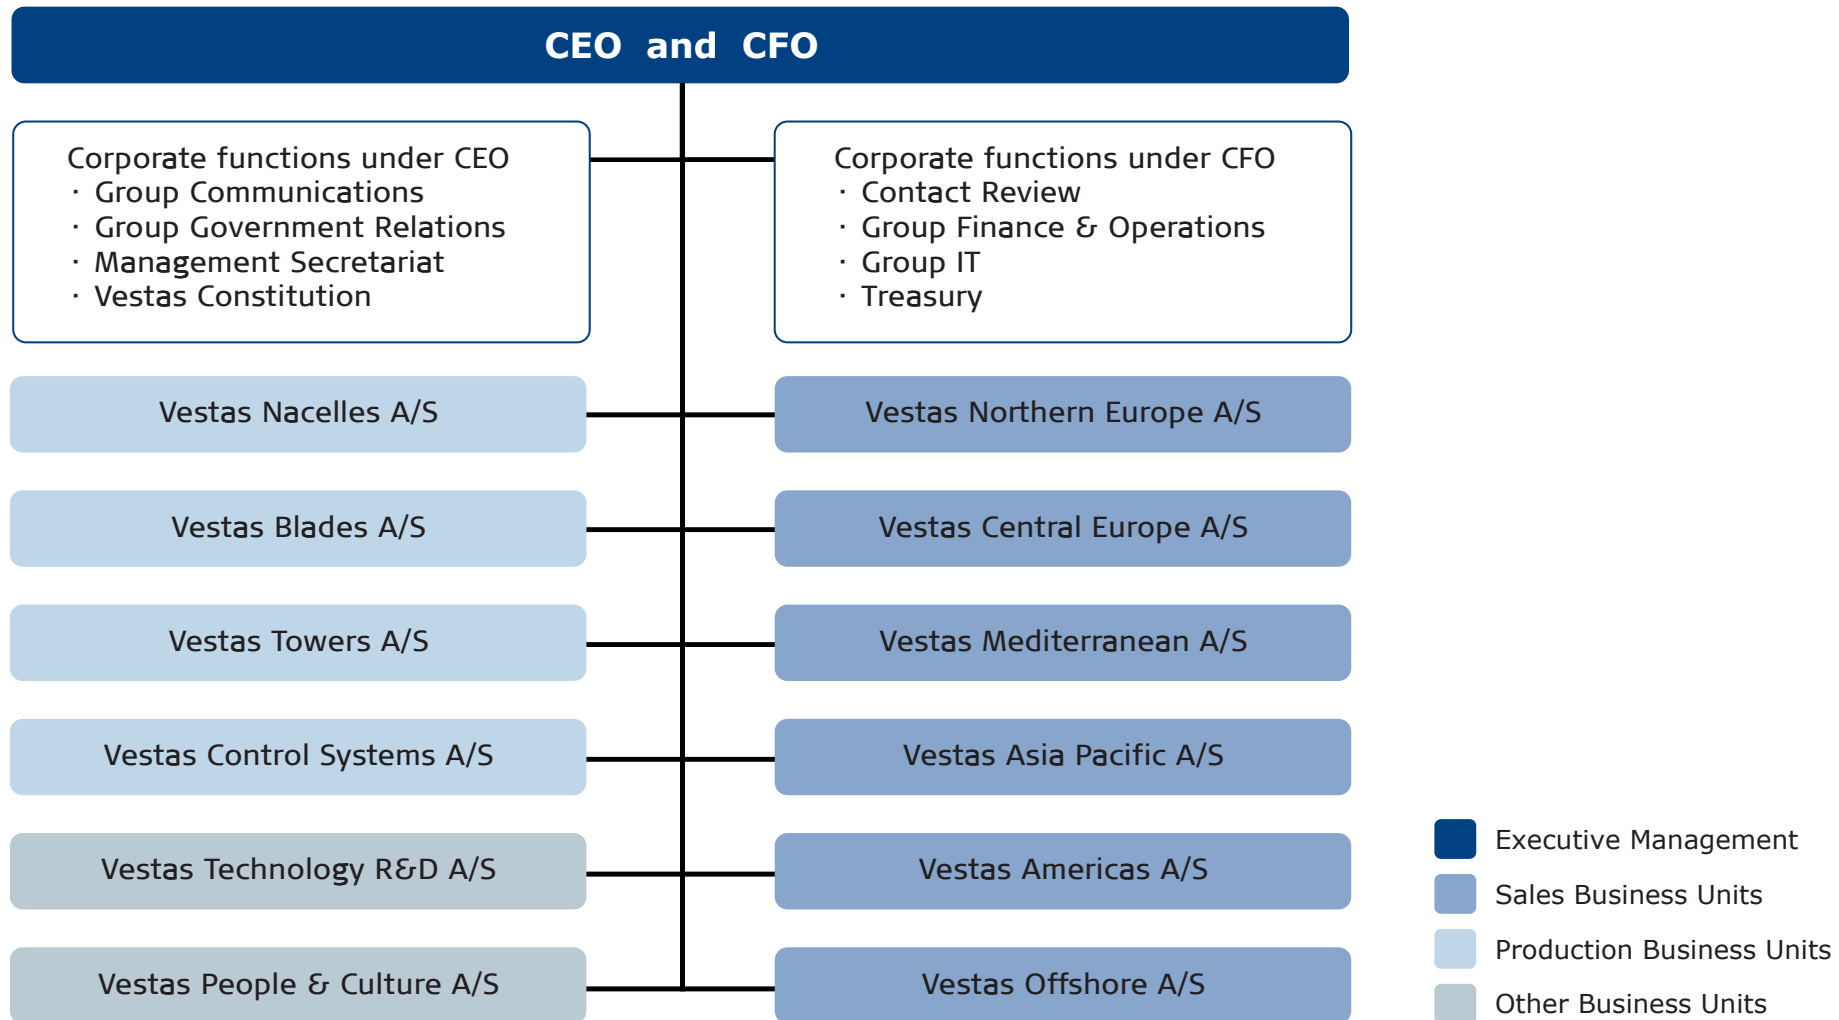 CEO and CFO
Corporate functions under CEO
· Group Communications
· Group Government Relations
· Management Secretariat
· Vestas Constitution
Corporate functions under CFO
· Contact Review
· Group Finance & Operations
· Group IT
· Treasury
Vestas Nacelles A/S
Vestas Northern Europe A/S
Vestas Blades A/S
Vestas Central Europe A/S
Vestas Towers A/S
Vestas Mediterranean A/S
Vestas Control Systems A/S
Vestas Asia Pacific A/S
Vestas Technology R&D A/S
Vestas Americas A/S
Vestas People & Culture A/S
Vestas Offshore A/S
Executive Management
Sales Business Units
Production Business Units
Other Business Units